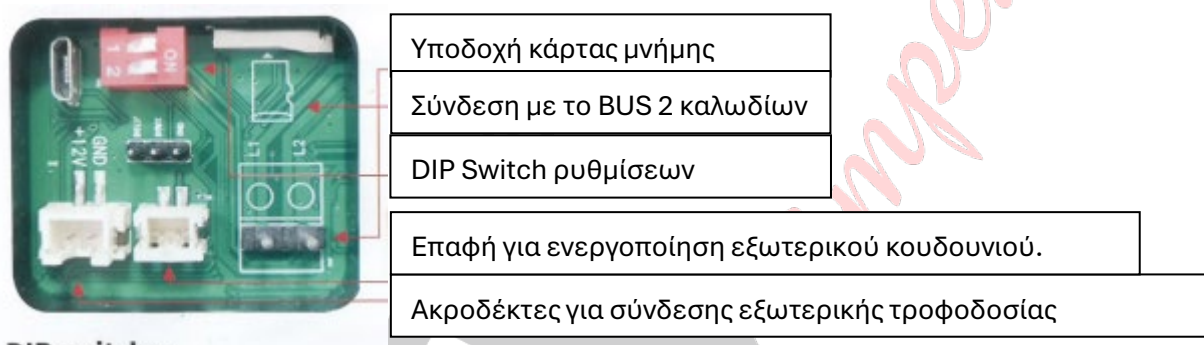 Υποδοχή κάρτας μνήμης
Σύνδεση με το BUS 2 καλωδίων
DIP Switch ρυθμίσεων
Επαφή για ενεργοποίηση εξωτερικού κουδουνιού.
Ακροδέκτες για σύνδεσης εξωτερικής τροφοδοσίας
ON
1
2
+12V
GND
L1
L2